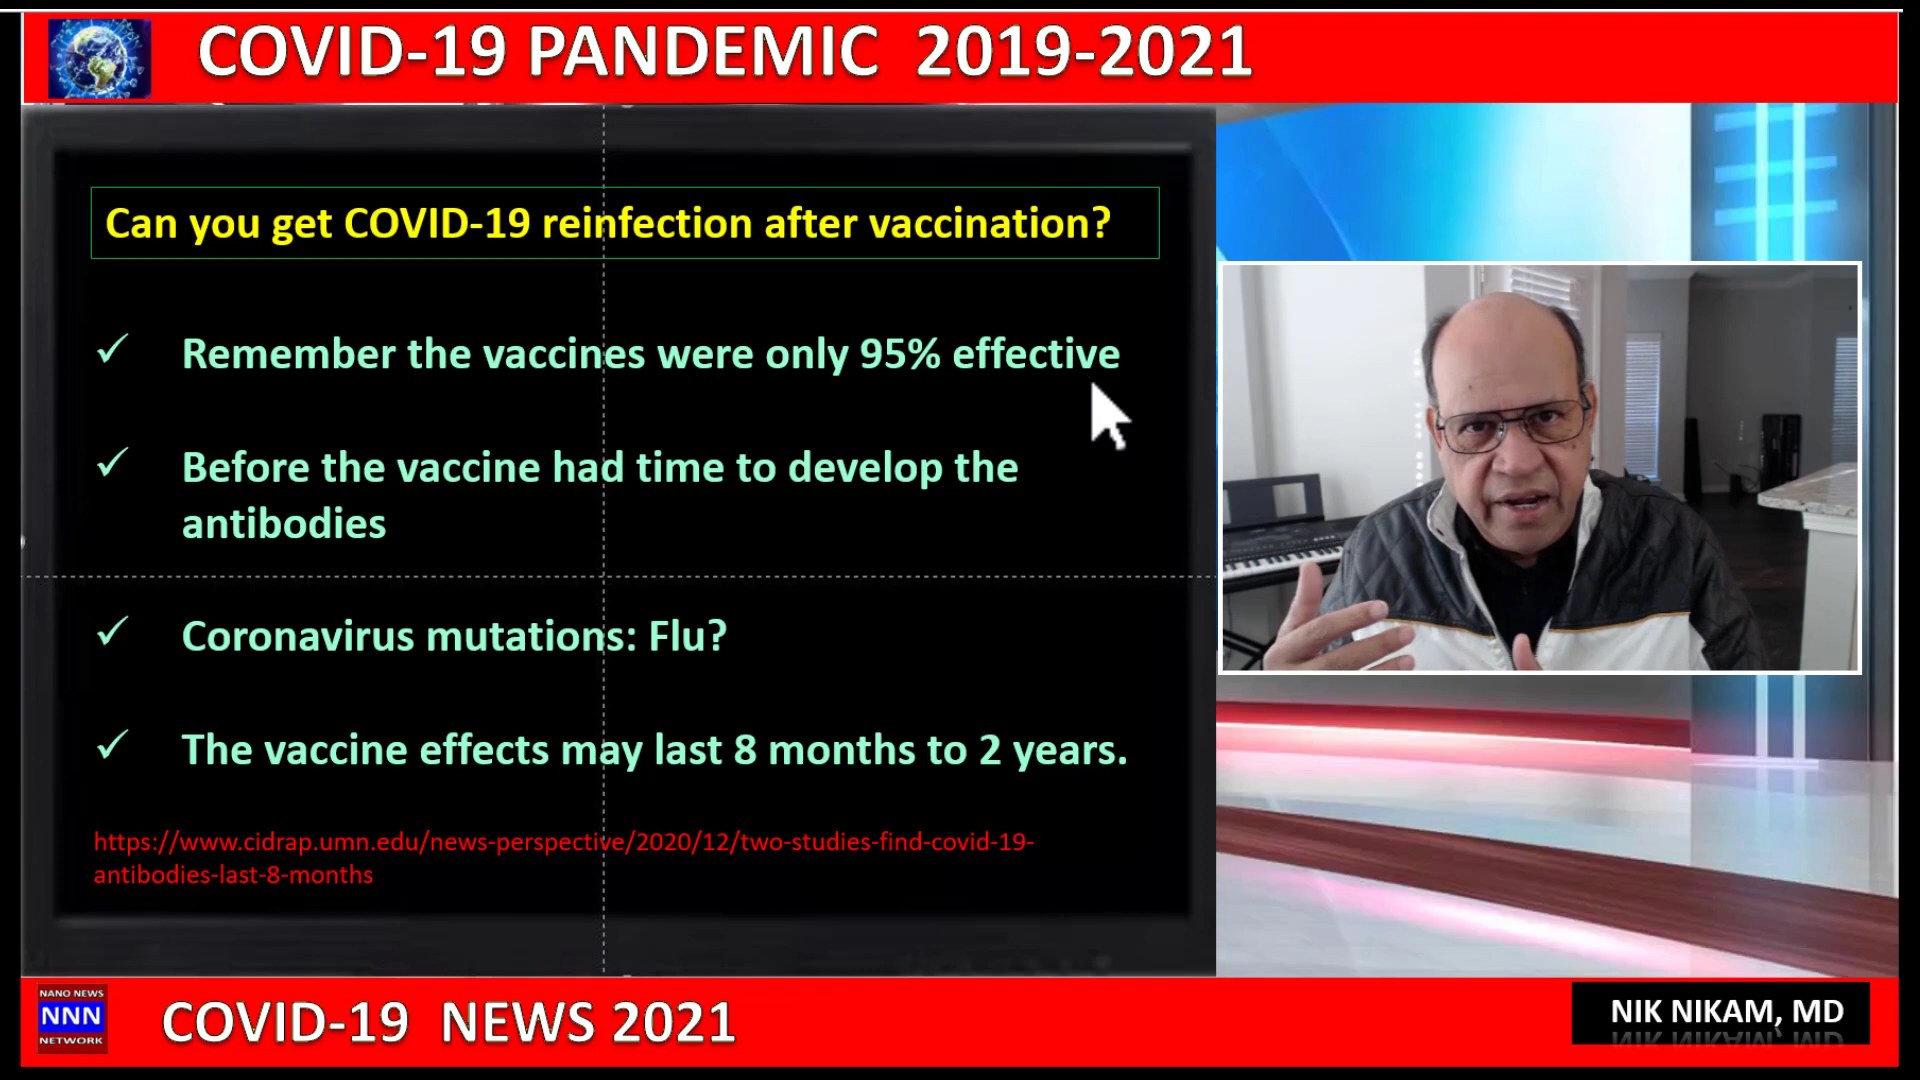 COVID-19 PANDEMIC 2019-2021
Can you get COVID-19 reinfection after vaccination?
✓ Remember the vaccines were only 95% effective
✓ Before the vaccine had time to develop the
antibodies
✓ Coronavirus mutations: Flu?
✓ The vaccine effects may last 8 months to 2 years.
https://www.cidrap.umn.edu/news-perspective/2020/12/two-studies-find-covid-19-
antibodies-last-8-months
NANO NEWS
NNN
NETWORK
COVID-19 NEWS 2021
NIK NIKAM, MD